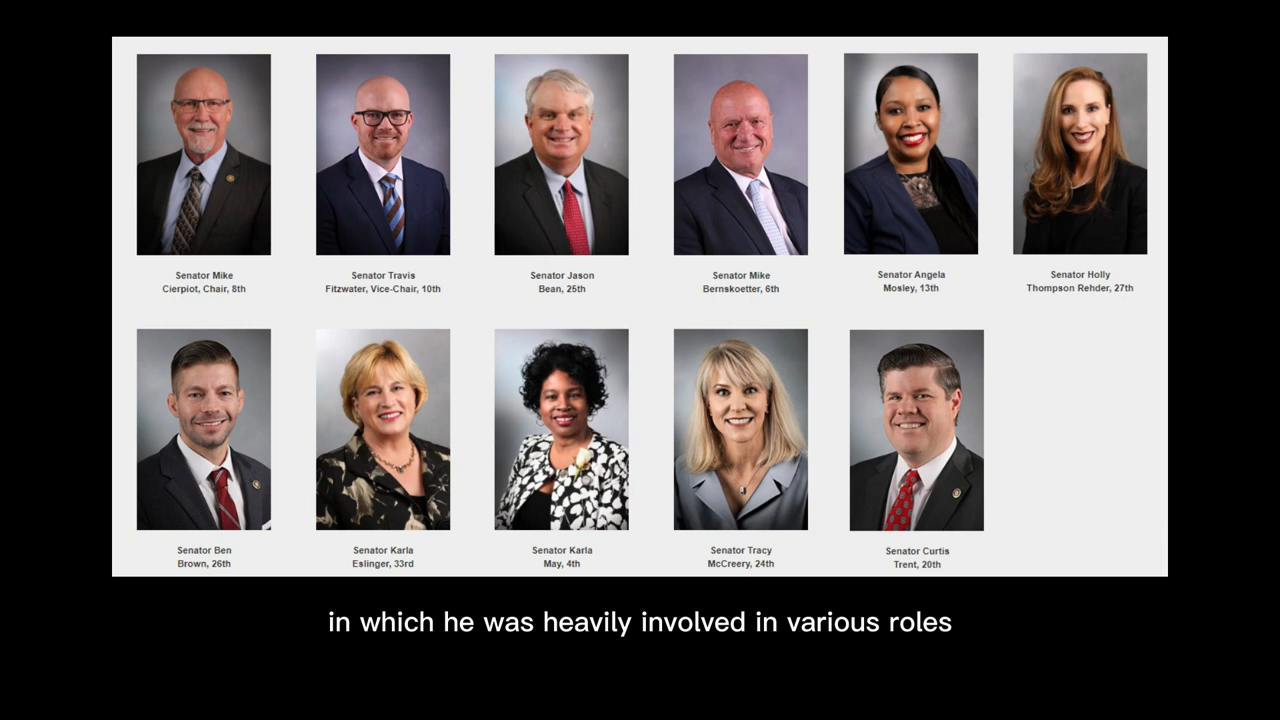 Senator Mike
Cierpiot, Chair, 8th
Senator Travis
Fitzwater, Vice-Chair, 10th
Senator Jason
Bean, 25th
Senator Mike
Bernskoetter, 6th
Senator Angela
Mosley, 13th
Senator Holly
Thompson Rehder, 27th
Senator Ben
Brown, 26th
Senator Karla
Eslinger, 33rd
Senator Karla
May, 4th
Senator Tracy
McCreery, 24th
Senator Curtis
Trent, 20th
in which he was heavily involved in various roles